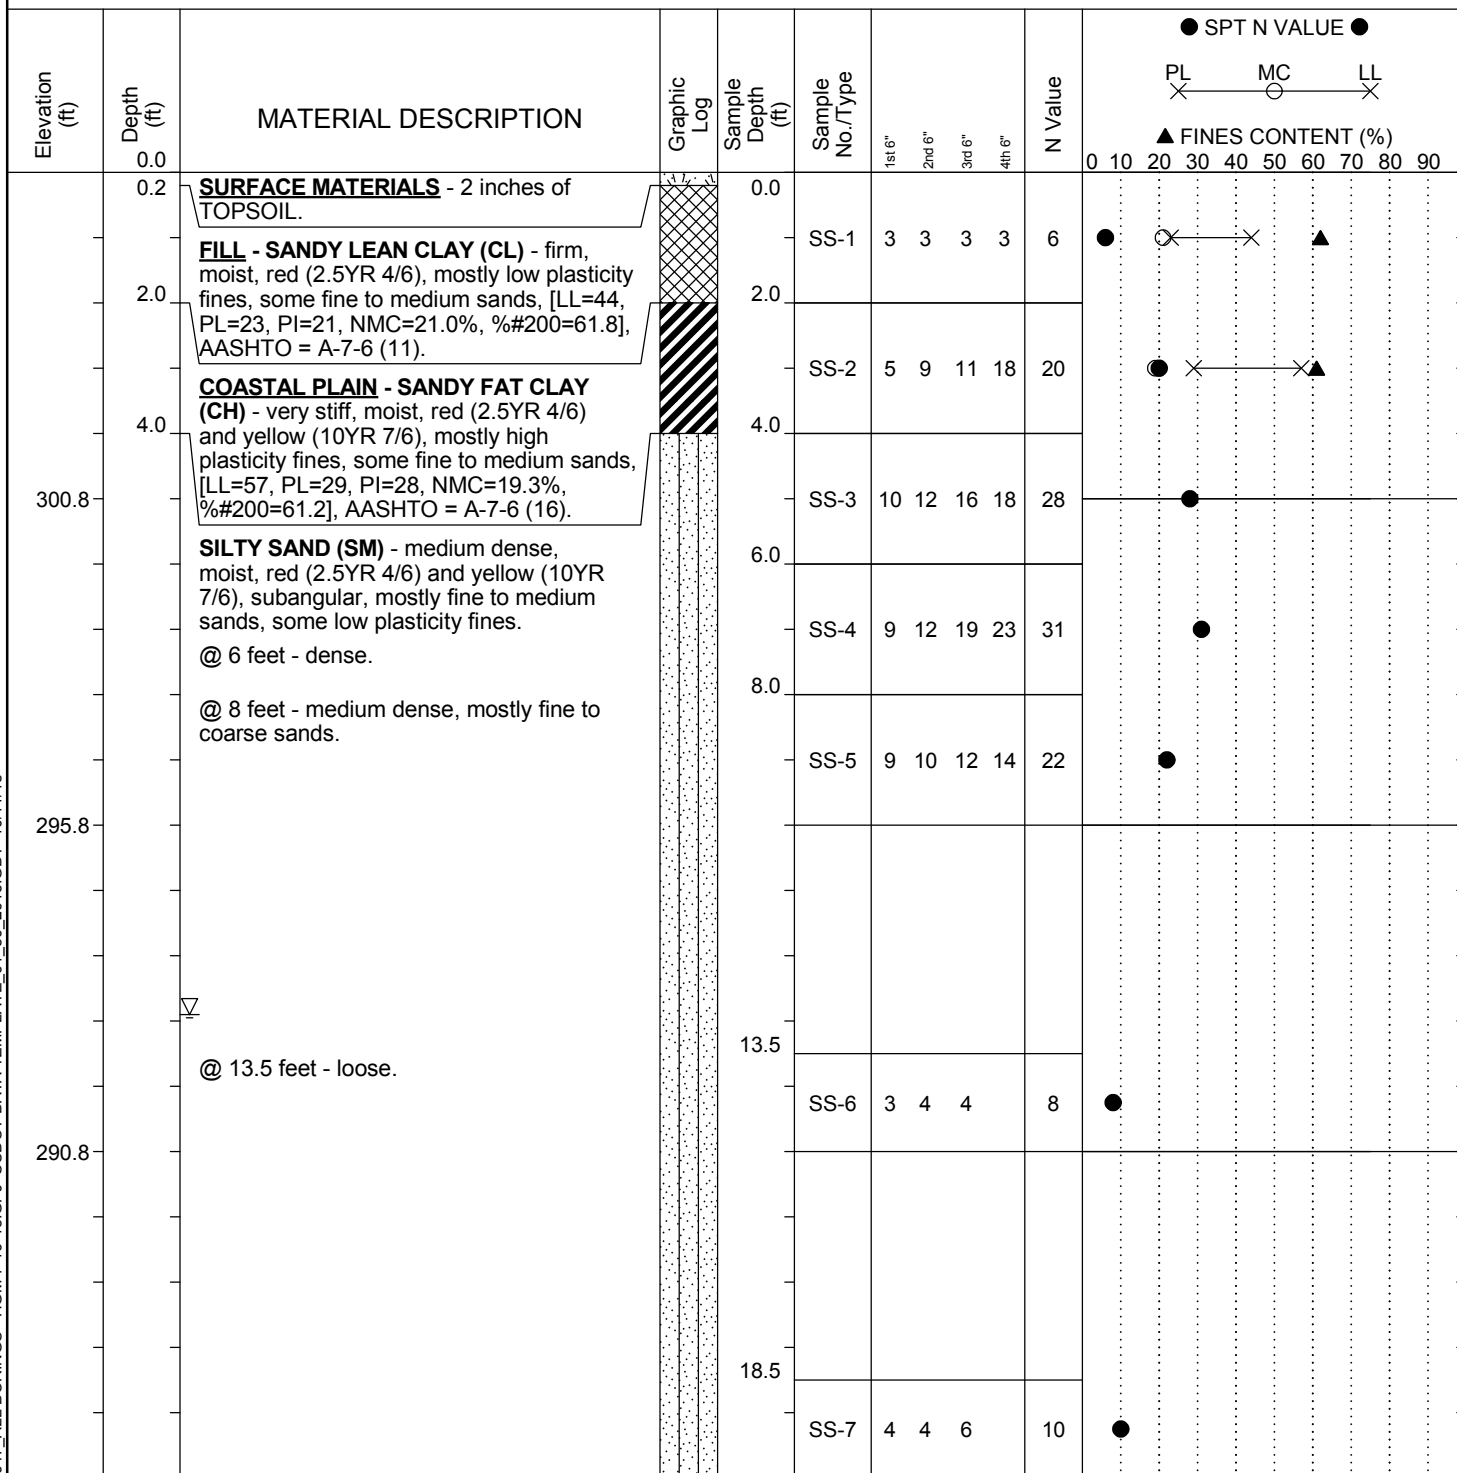 ● SPT N VALUE ●
PL MC LL
▲ FINES CONTENT (%)
0 10 20 30 40 50 60 70 80 90
Elevation (ft)
Depth (ft)
0.0
MATERIAL DESCRIPTION
Graphic Log
Sample Depth (ft)
Sample No./Type
1st 6"
2nd 6"
3rd 6"
4th 6"
N Value
0.2
SURFACE MATERIALS - 2 inches of
TOPSOIL.
0.0
SS-1 3 3 3 3 6
FILL - SANDY LEAN CLAY (CL) - firm,
moist, red (2.5YR 4/6), mostly low plasticity
fines, some fine to medium sands, [LL=44,
PL=23, PI=21, NMC=21.0%, %#200=61.8],
AASHTO = A-7-6 (11).
2.0
2.0
SS-2 5 9 11 18 20
COASTAL PLAIN - SANDY FAT CLAY
(CH) - very stiff, moist, red (2.5YR 4/6)
and yellow (10YR 7/6), mostly high
plasticity fines, some fine to medium sands,
[LL=57, PL=29, PI=28, NMC=19.3%,
%#200=61.2], AASHTO = A-7-6 (16).
4.0
4.0
300.8
SS-3 10 12 16 18 28
SILTY SAND (SM) - medium dense,
moist, red (2.5YR 4/6) and yellow (10YR
7/6), subangular, mostly fine to medium
sands, some low plasticity fines.
6.0
@ 6 feet - dense.
SS-4 9 12 19 23 31
8.0
@ 8 feet - medium dense, mostly fine to
coarse sands.
SS-5 9 10 12 14 22
295.8
13.5
@ 13.5 feet - loose.
SS-6 3 4 4 8
290.8
18.5
SS-7 4 4 6 10